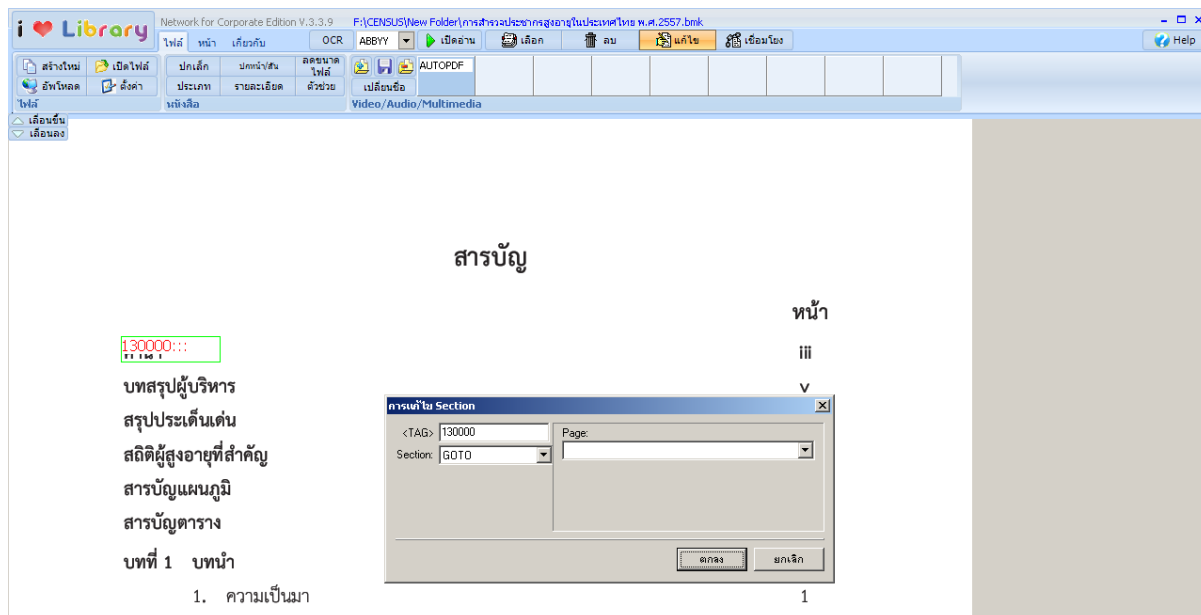 i Library
Network for Corporate Edition V.3.3.9 F:\CENSUS\New Folder\การสำรวจประชากรสูงอายุในประเทศไทย พ.ศ.2557.bmk
ไฟล์ หน้า เกี่ยวกับ OCR ABBYY เปิดอ่าน เลือก ลบ แก้ไข เชื่อมโยง Help
สร้างใหม่ เปิดไฟล์ ปกเล็ก ปกหน้า/สัน ลดขนาดไฟล์ AUTOPDF
อัพโหลด ตั้งค่า ประเภท รายละเอียด ตัวช่วย เปลี่ยนชื่อ
ไฟล์ หนังสือ Video/Audio/Multimedia
เลื่อนขึ้น
เลื่อนลง
สารบัญ
หน้า
130000:::
iii
บทสรุปผู้บริหาร v
สรุปประเด็นเด่น
สถิติผู้สูงอายุที่สำคัญ
สารบัญแผนภูมิ
สารบัญตาราง
บทที่ 1 บทนำ
1. ความเป็นมา 1
การแก้ไข Section
<TAG> 130000 Page:
Section: GOTO
ตกลง ยกเลิก